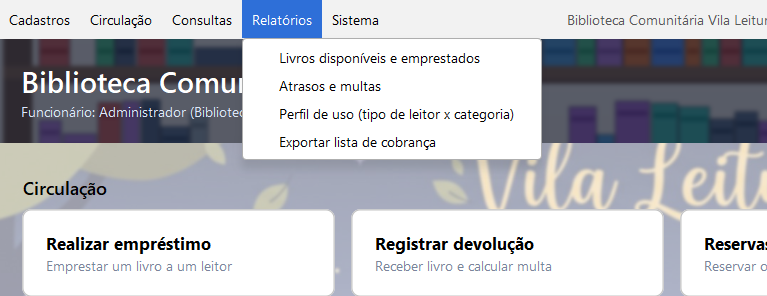 Cadastros Circulação Consultas Relatórios Sistema Biblioteca Comunitária Vila Leitur
Livros disponíveis e emprestados
Atrasos e multas
Perfil de uso (tipo de leitor x categoria)
Exportar lista de cobrança
Biblioteca Comu
Funcionário: Administrador (Bibliotec
Vila Leitu
Circulação
Realizar empréstimo
Emprestar um livro a um leitor
Registrar devolução
Receber livro e calcular multa
Reservas
Reservar o